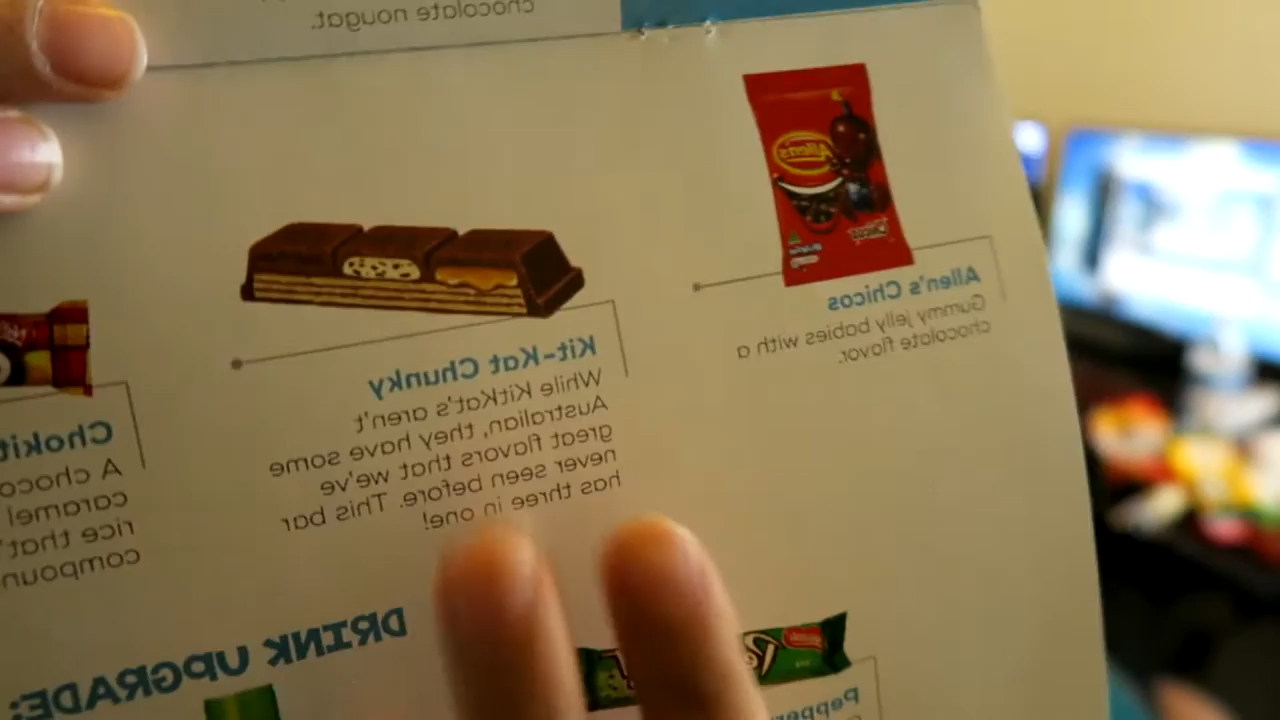 chocolate nougat.
Allen's
CHICOS
Allen's Chicos
Gummy jelly babies with a
chocolate flavor.
Kit-Kat Chunky
While KitKat's aren't
Australian, they have some
great flavors that we've
never seen before. This bar
has three in one!
A choco
caramel
rice that'
compoun
DRINK UPGRADE:
Pepper